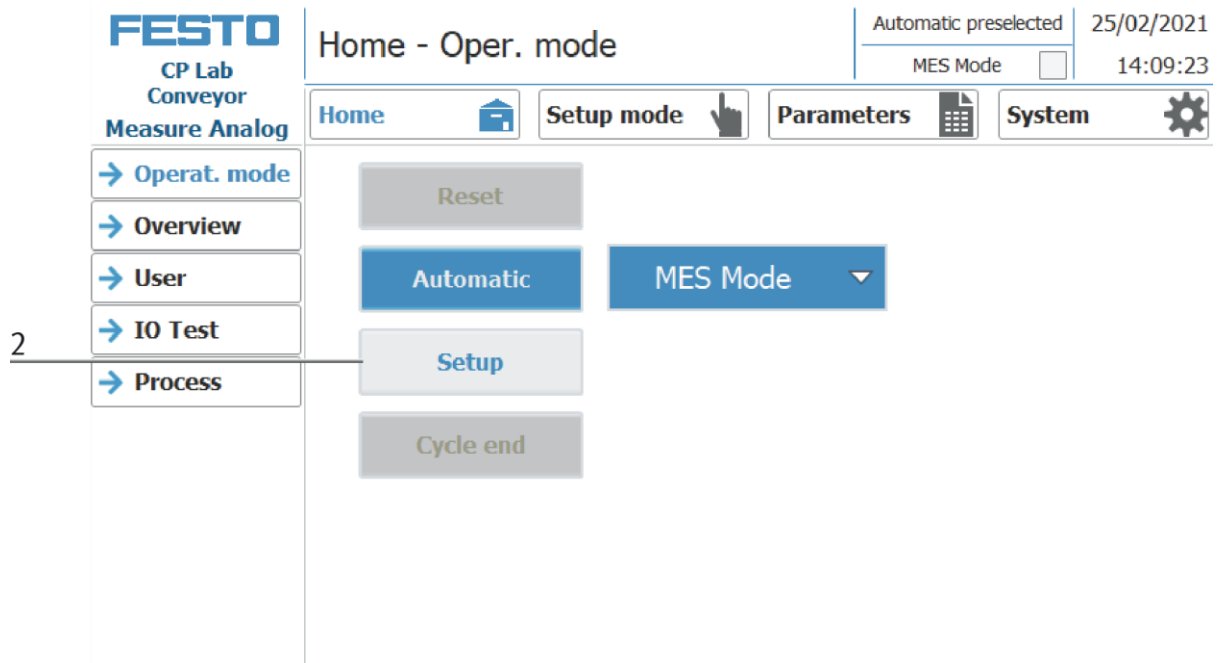 FESTO
CP Lab
Conveyor
Measure Analog
Home - Oper. mode
Automatic preselected
MES Mode
25/02/2021
14:09:23
Home
Setup mode
Parameters
System
Operat. mode
Overview
User
IO Test
Process
Reset
Automatic
MES Mode
Setup
Cycle end
2